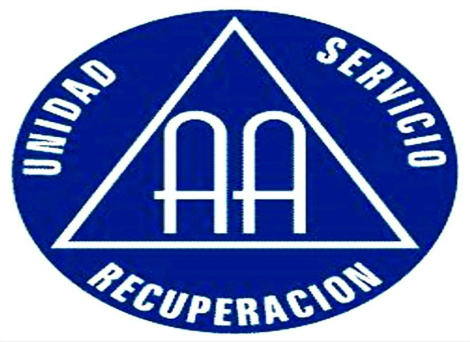 UNIDAD
SERVICIO
AA
RECUPERACION